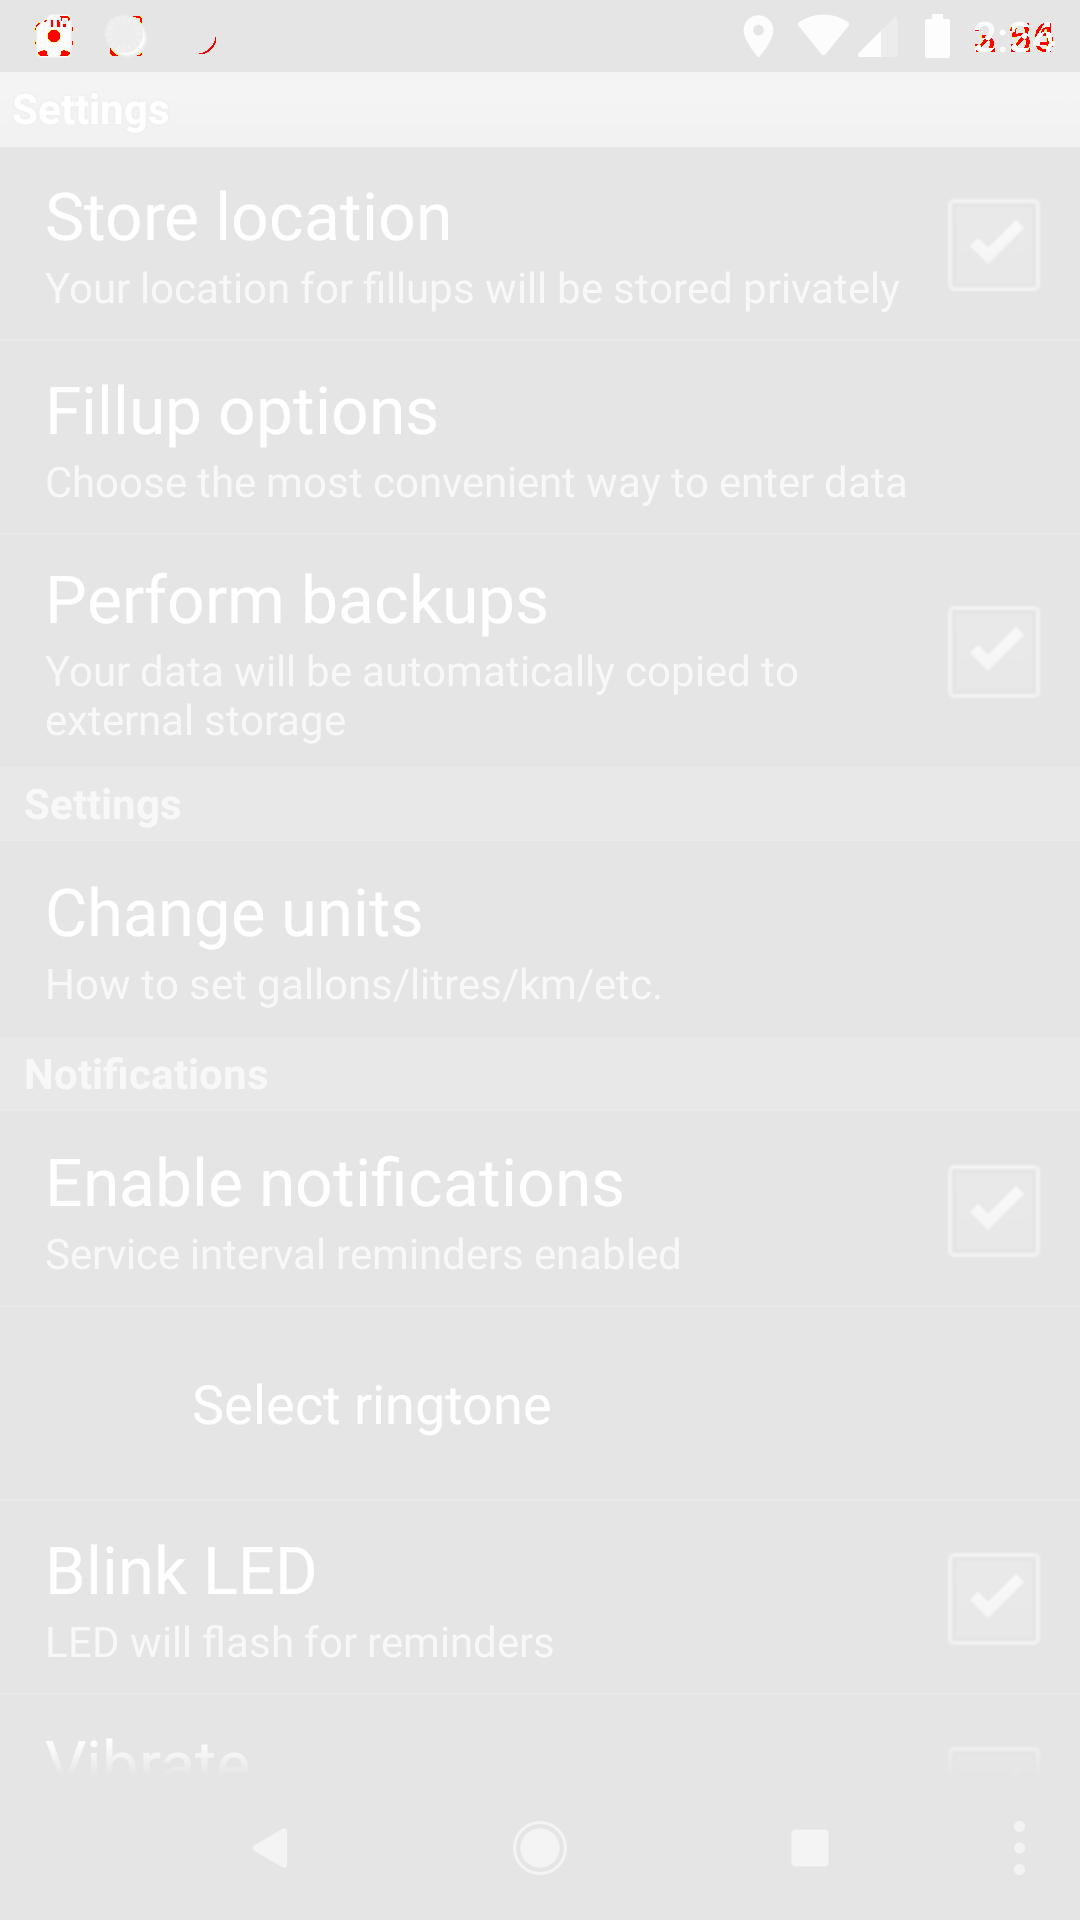 Settings
Store location
Your location for fillups will be stored privately
Fillup options
Choose the most convenient way to enter data
Perform backups
Your data will be automatically copied to
external storage
Settings
Change units
How to set gallons/litres/km/etc.
Notifications
Enable notifications
Service interval reminders enabled
Select ringtone
Blink LED
LED will flash for reminders
Vibrate